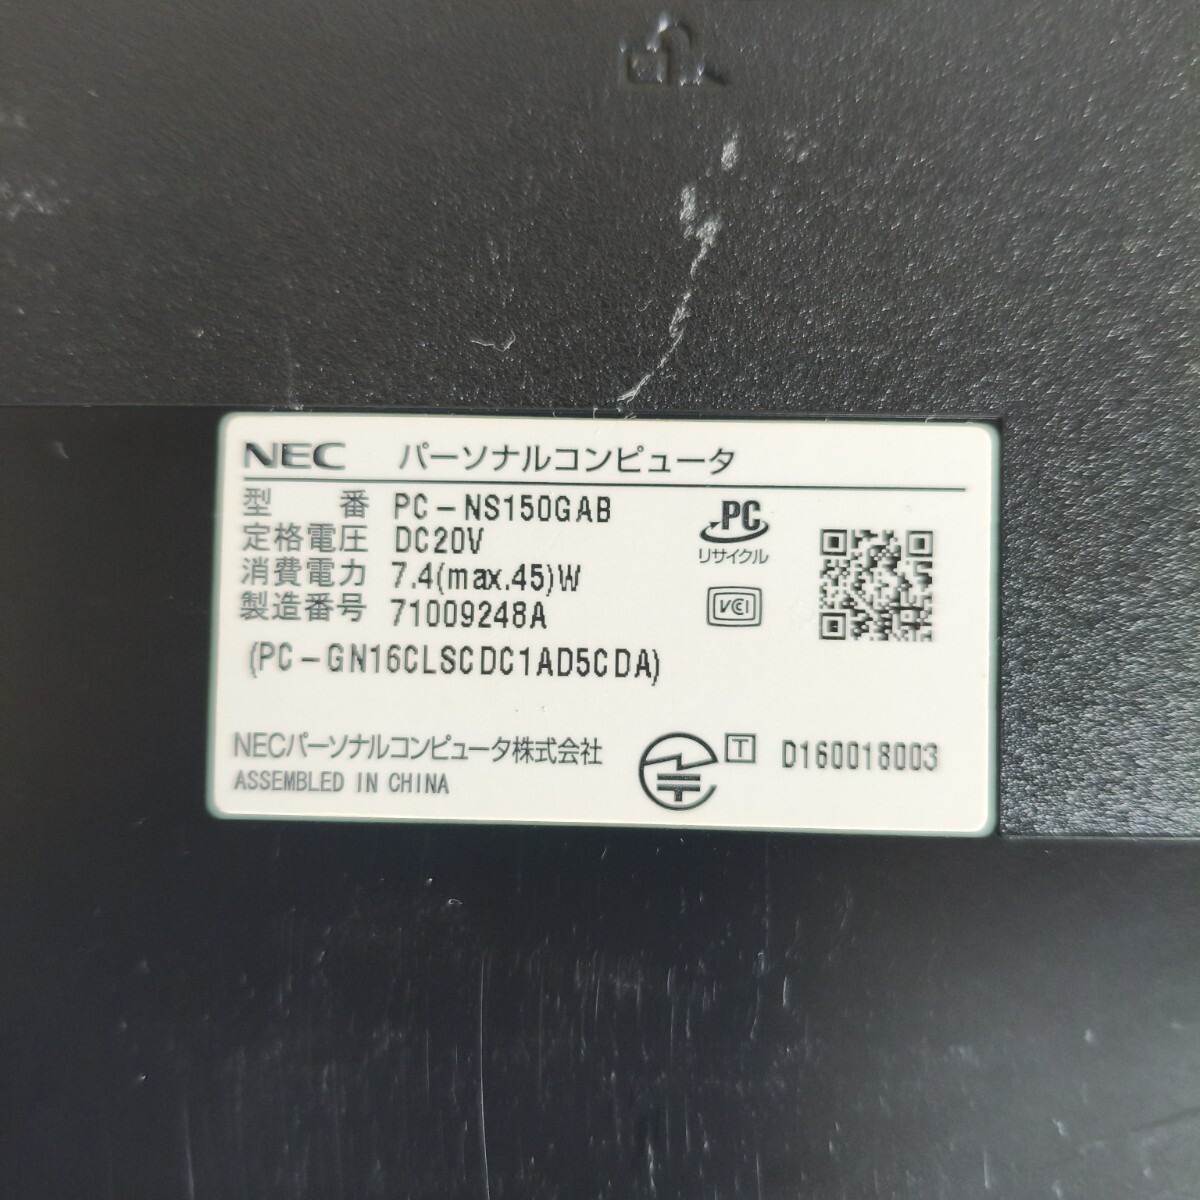 NEC パーソナルコンピュータ
型 番 PC-NS150GAB
定格電圧 DC20V
消費電力 7.4(max.45)W
製造番号 71009248A
(PC-GN16CLSCDC1AD5CDA)
PC
リサイクル
VCCI
NECパーソナルコンピュータ株式会社
ASSEMBLED IN CHINA
T D160018003